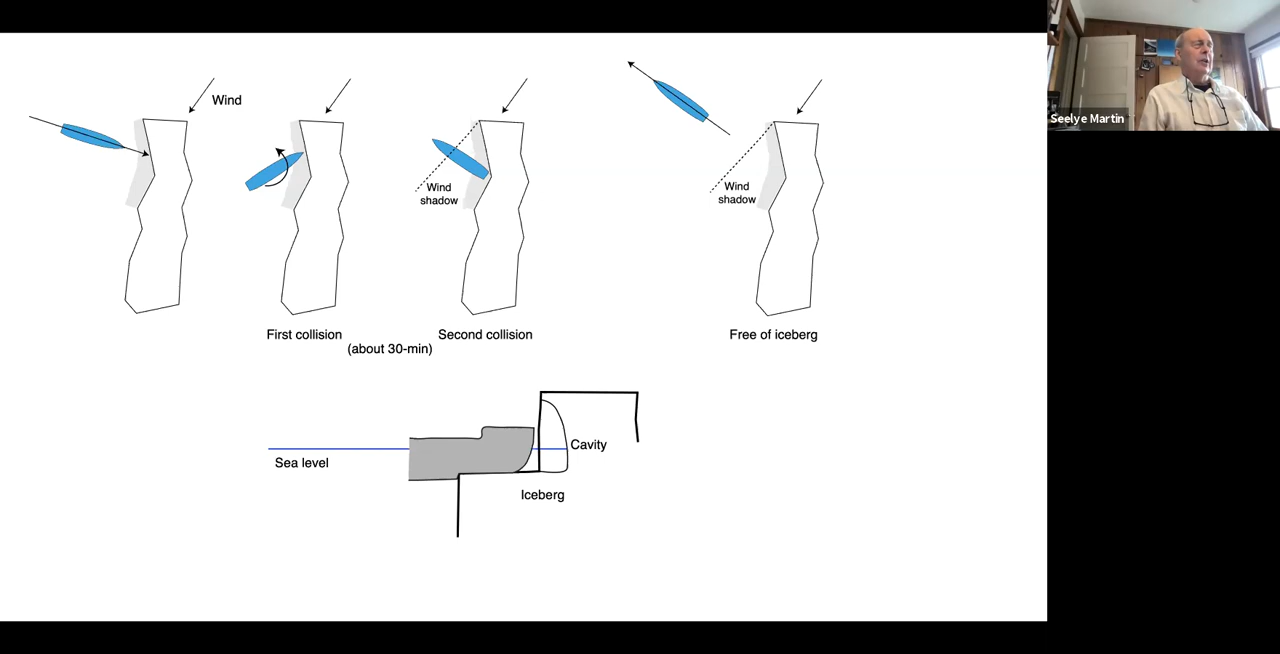 Wind
Wind
shadow
Wind
shadow
First collision
(about 30-min)
Second collision
Free of iceberg
Sea level
Cavity
Iceberg
Seelye Martin